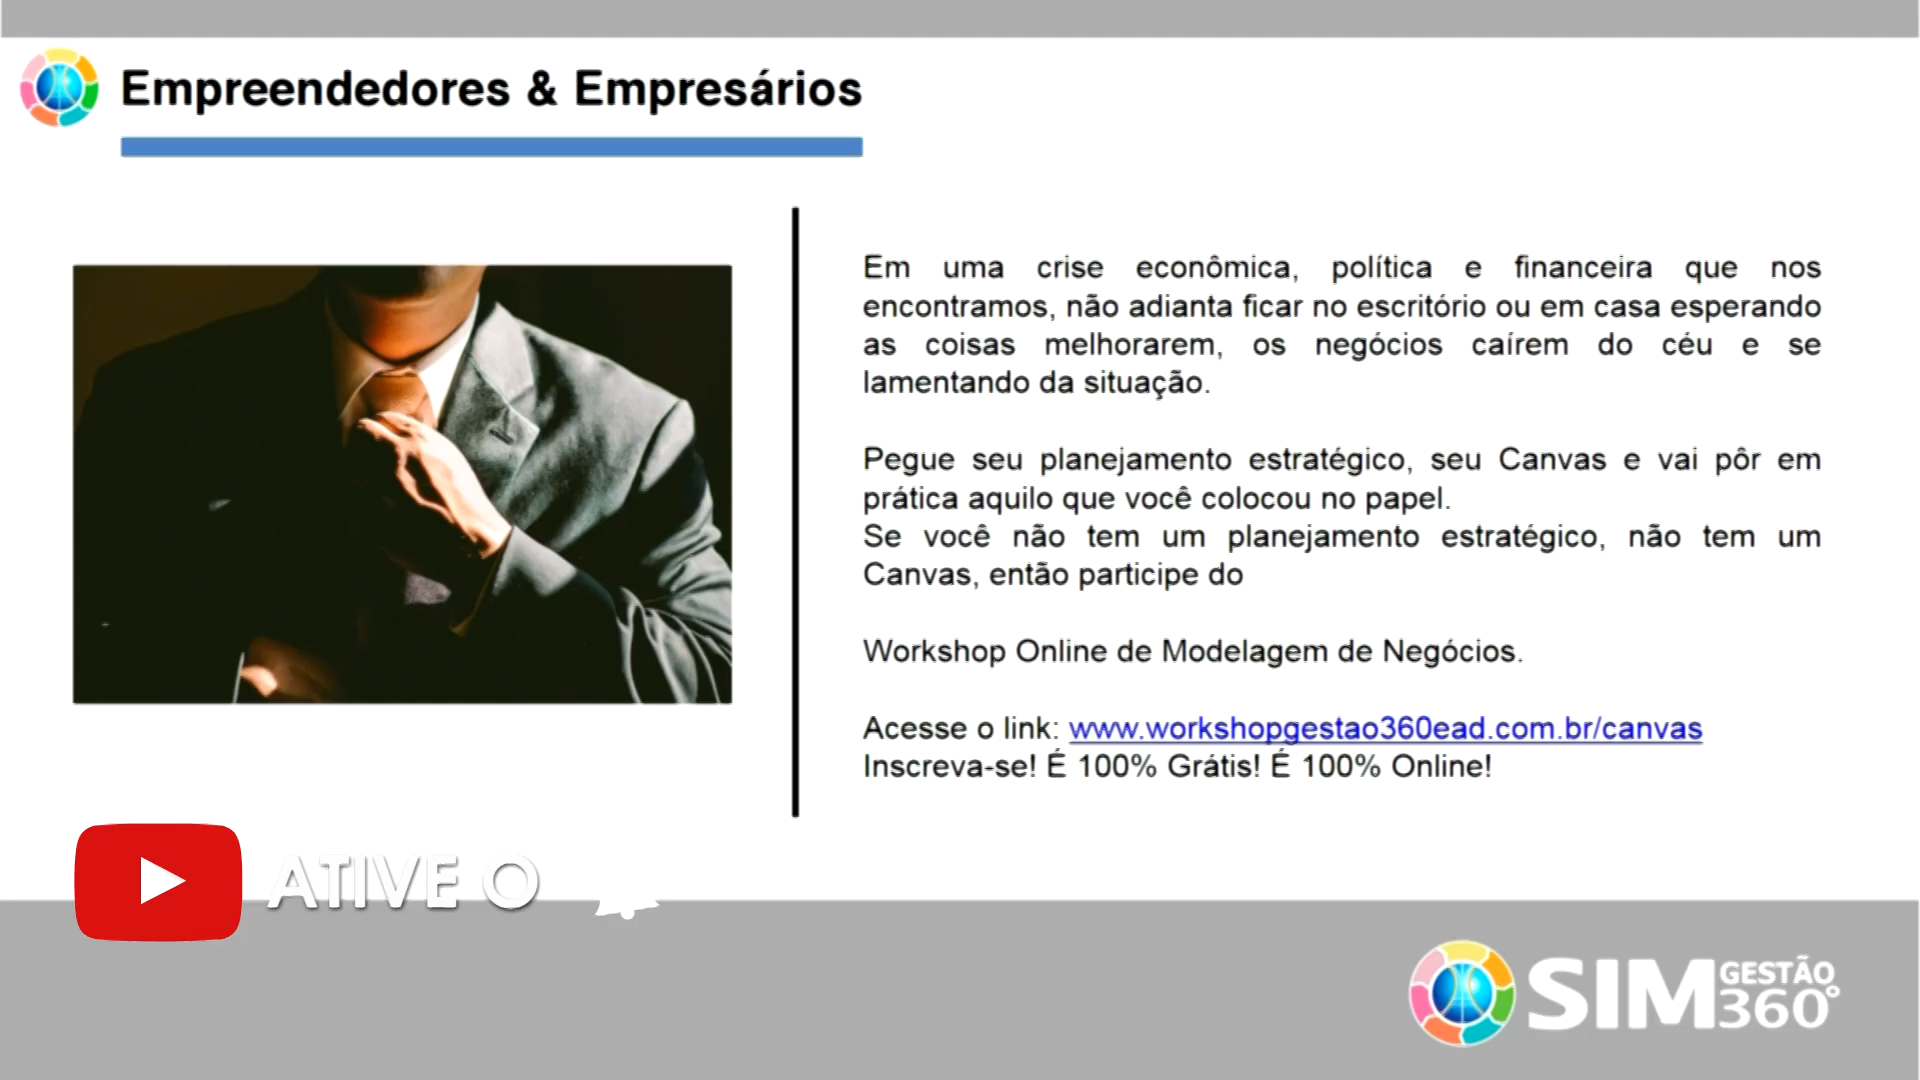 Empreendedores & Empresários
Em uma crise econômica, política e financeira que nos
encontramos, não adianta ficar no escritório ou em casa esperando
as coisas melhorarem, os negócios caírem do céu e se
lamentando da situação.
Pegue seu planejamento estratégico, seu Canvas e vai pôr em
prática aquilo que você colocou no papel.
Se você não tem um planejamento estratégico, não tem um
Canvas, então participe do
Workshop Online de Modelagem de Negócios.
Acesse o link: www.workshopgestao360ead.com.br/canvas
Inscreva-se! É 100% Grátis! É 100% Online!
ATIVE O
SIM GESTÃO
360°